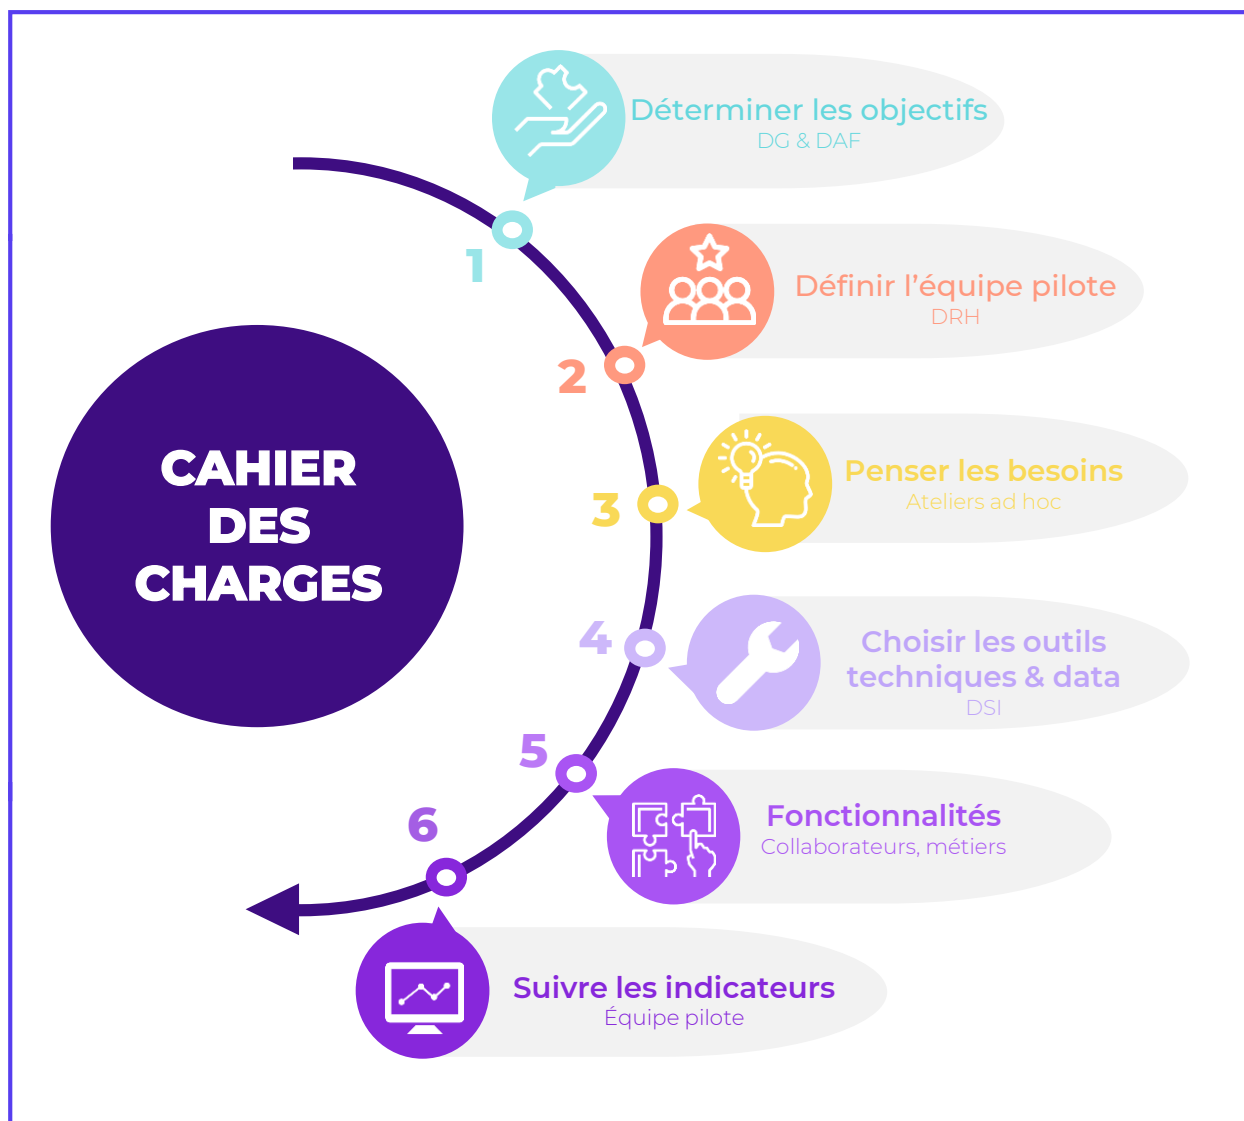 CAHIER
DES
CHARGES
1
Déterminer les objectifs
DG & DAF
2
Définir l’équipe pilote
DRH
3
Penser les besoins
Ateliers ad hoc
4
Choisir les outils
techniques & data
DSI
5
Fonctionnalités
Collaborateurs, métiers
6
Suivre les indicateurs
Équipe pilote